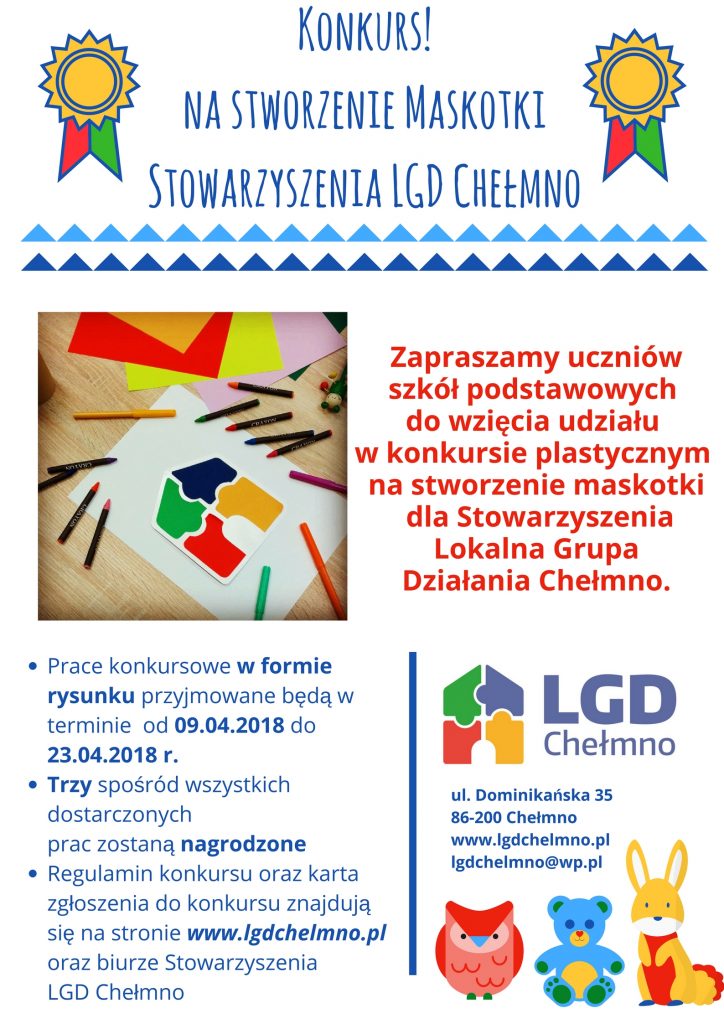 Konkurs!
na stworzenie Maskotki
Stowarzyszenia LGD Chełmno
Zapraszamy uczniów
szkół podstawowych
do wzięcia udziału
w konkursie plastycznym
na stworzenie maskotki
dla Stowarzyszenia
Lokalna Grupa
Działania Chełmno.
• Prace konkursowe w formie
rysunku przyjmowane będą w
terminie od 09.04.2018 do
23.04.2018 r.
• Trzy spośród wszystkich
dostarczonych
prac zostaną nagrodzone
• Regulamin konkursu oraz karta
zgłoszenia do konkursu znajdują
się na stronie www.lgdchelmno.pl
oraz biurze Stowarzyszenia
LGD Chełmno
LGD
Chełmno
ul. Dominikańska 35
86-200 Chełmno
www.lgdchelmno.pl
lgdchelmno@wp.pl